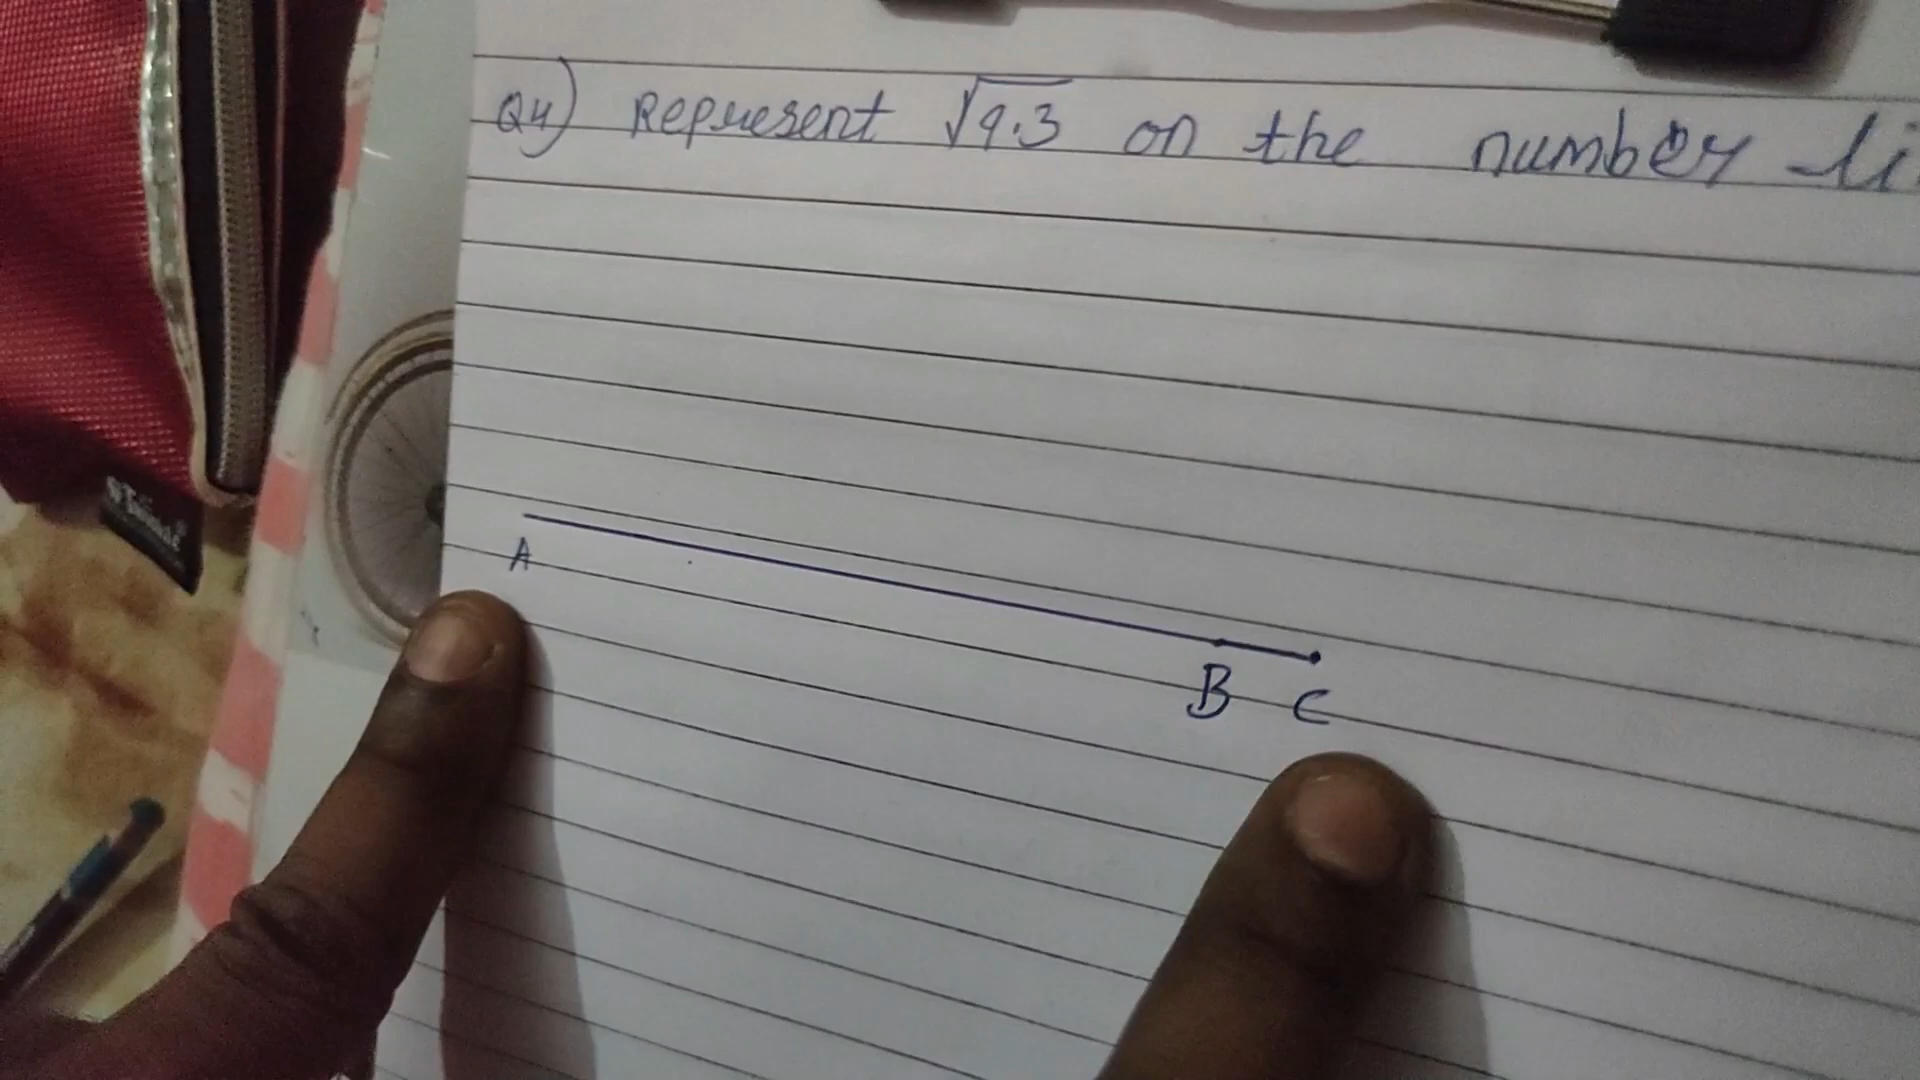 Q4) Represent √9.3 on the number
A
B C